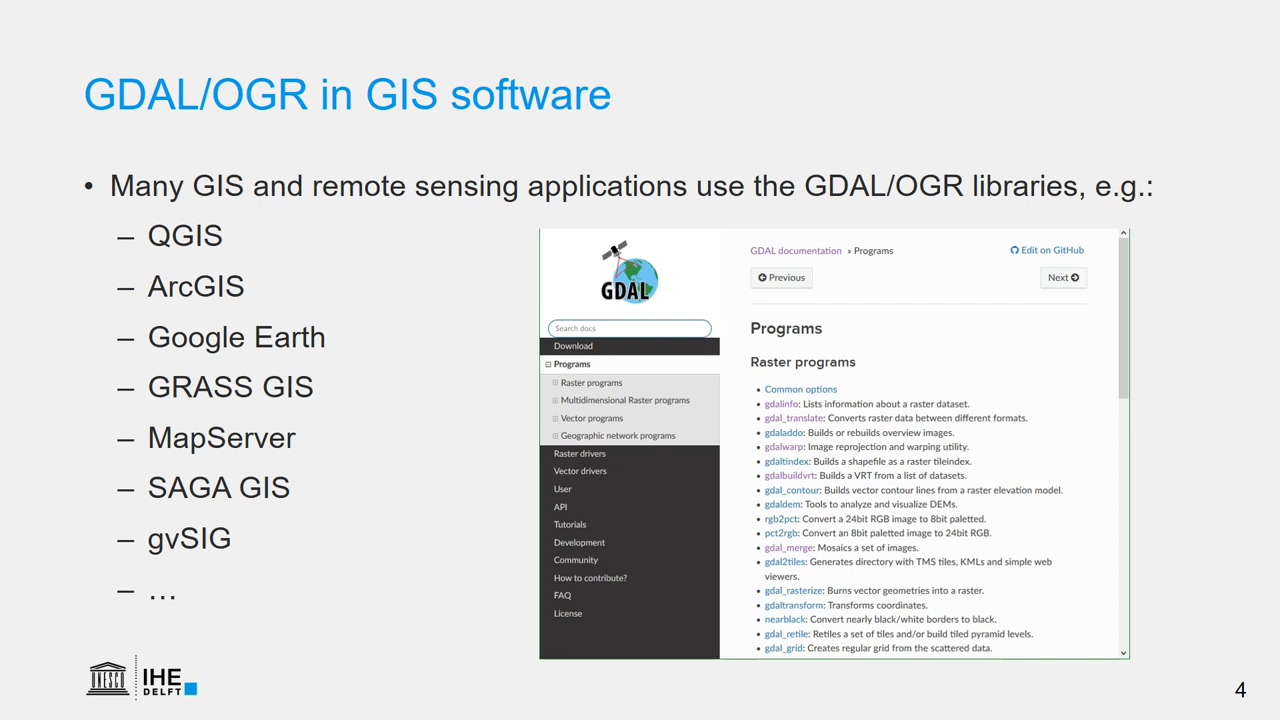 GDAL/OGR in GIS software
• Many GIS and remote sensing applications use the GDAL/OGR libraries, e.g.:
– QGIS
– ArcGIS
– Google Earth
– GRASS GIS
– MapServer
– SAGA GIS
– gvSIG
– …
GDAL
Search docs
Download
Programs
Raster programs
Multidimensional Raster programs
Vector programs
Geographic network programs
Raster drivers
Vector drivers
User
API
Tutorials
Development
Community
How to contribute?
FAQ
License
GDAL documentation » Programs
Edit on GitHub
Previous
Next
Programs
Raster programs
• Common options
• gdalinfo: Lists information about a raster dataset.
• gdal_translate: Converts raster data between different formats.
• gdaladdo: Builds or rebuilds overview images.
• gdalwarp: Image reprojection and warping utility.
• gdaltindex: Builds a shapefile as a raster tileindex.
• gdalbuildvrt: Builds a VRT from a list of datasets.
• gdal_contour: Builds vector contour lines from a raster elevation model.
• gdaldem: Tools to analyze and visualize DEMs.
• rgb2pct: Convert a 24bit RGB image to 8bit paletted.
• pct2rgb: Convert an 8bit paletted image to 24bit RGB.
• gdal_merge: Mosaics a set of images.
• gdal2tiles: Generates directory with TMS tiles, KMLs and simple web
viewers.
• gdal_rasterize: Burns vector geometries into a raster.
• gdaltransform: Transforms coordinates.
• nearblack: Convert nearly black/white borders to black.
• gdal_retile: Retiles a set of tiles and/or build tiled pyramid levels.
• gdal_grid: Creates regular grid from the scattered data.
UNESCO
IHE
DELFT
4